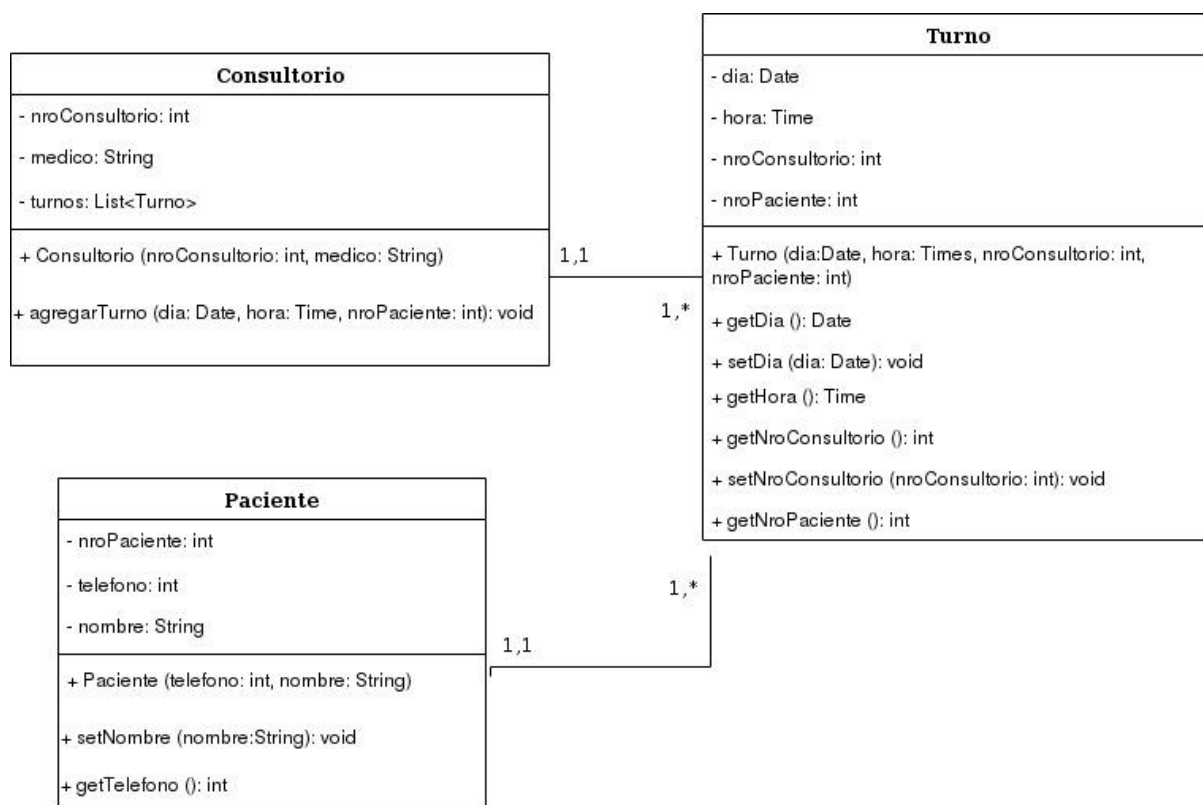 Consultorio
- nroConsultorio: int
- medico: String
- turnos: List<Turno>
+ Consultorio (nroConsultorio: int, medico: String)
+ agregarTurno (dia: Date, hora: Time, nroPaciente: int): void
1,1
1,*
Turno
- dia: Date
- hora: Time
- nroConsultorio: int
- nroPaciente: int
+ Turno (dia:Date, hora: Times, nroConsultorio: int,
nroPaciente: int)
+ getDia (): Date
+ setDia (dia: Date): void
+ getHora (): Time
+ getNroConsultorio (): int
+ setNroConsultorio (nroConsultorio: int): void
+ getNroPaciente (): int
1,*
1,1
Paciente
- nroPaciente: int
- telefono: int
- nombre: String
+ Paciente (telefono: int, nombre: String)
+ setNombre (nombre:String): void
+ getTelefono (): int